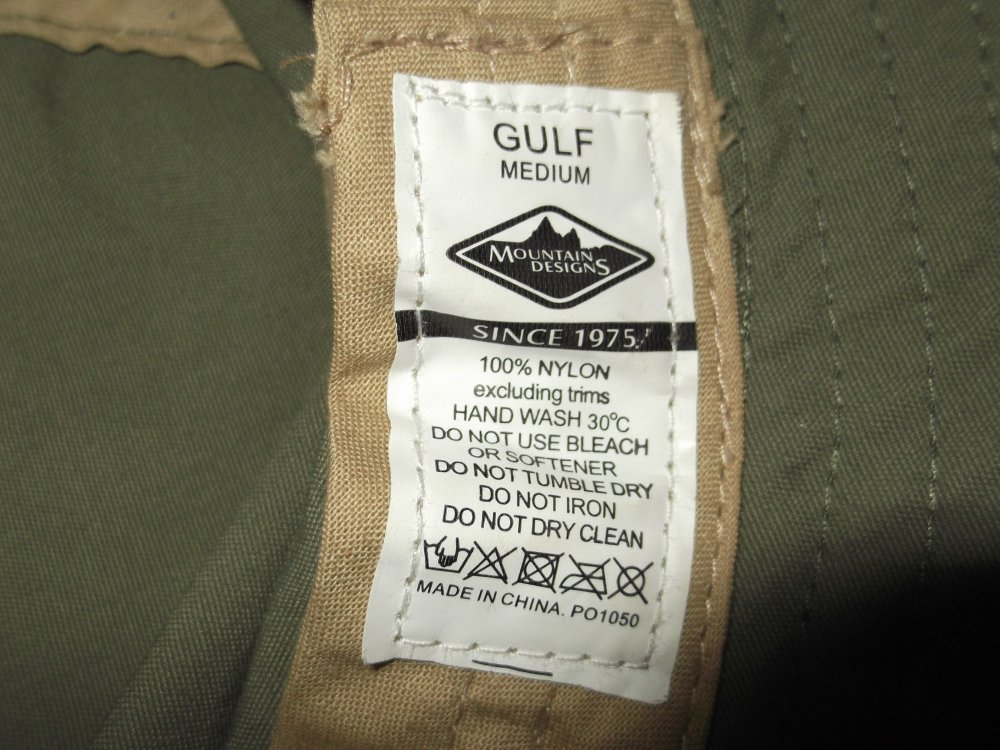 GULF
MEDIUM
MOUNTAIN
DESIGNS
SINCE 1975
100% NYLON
excluding trims
HAND WASH 30°C
DO NOT USE BLEACH
OR SOFTENER
DO NOT TUMBLE DRY
DO NOT IRON
DO NOT DRY CLEAN
MADE IN CHINA. PO1050